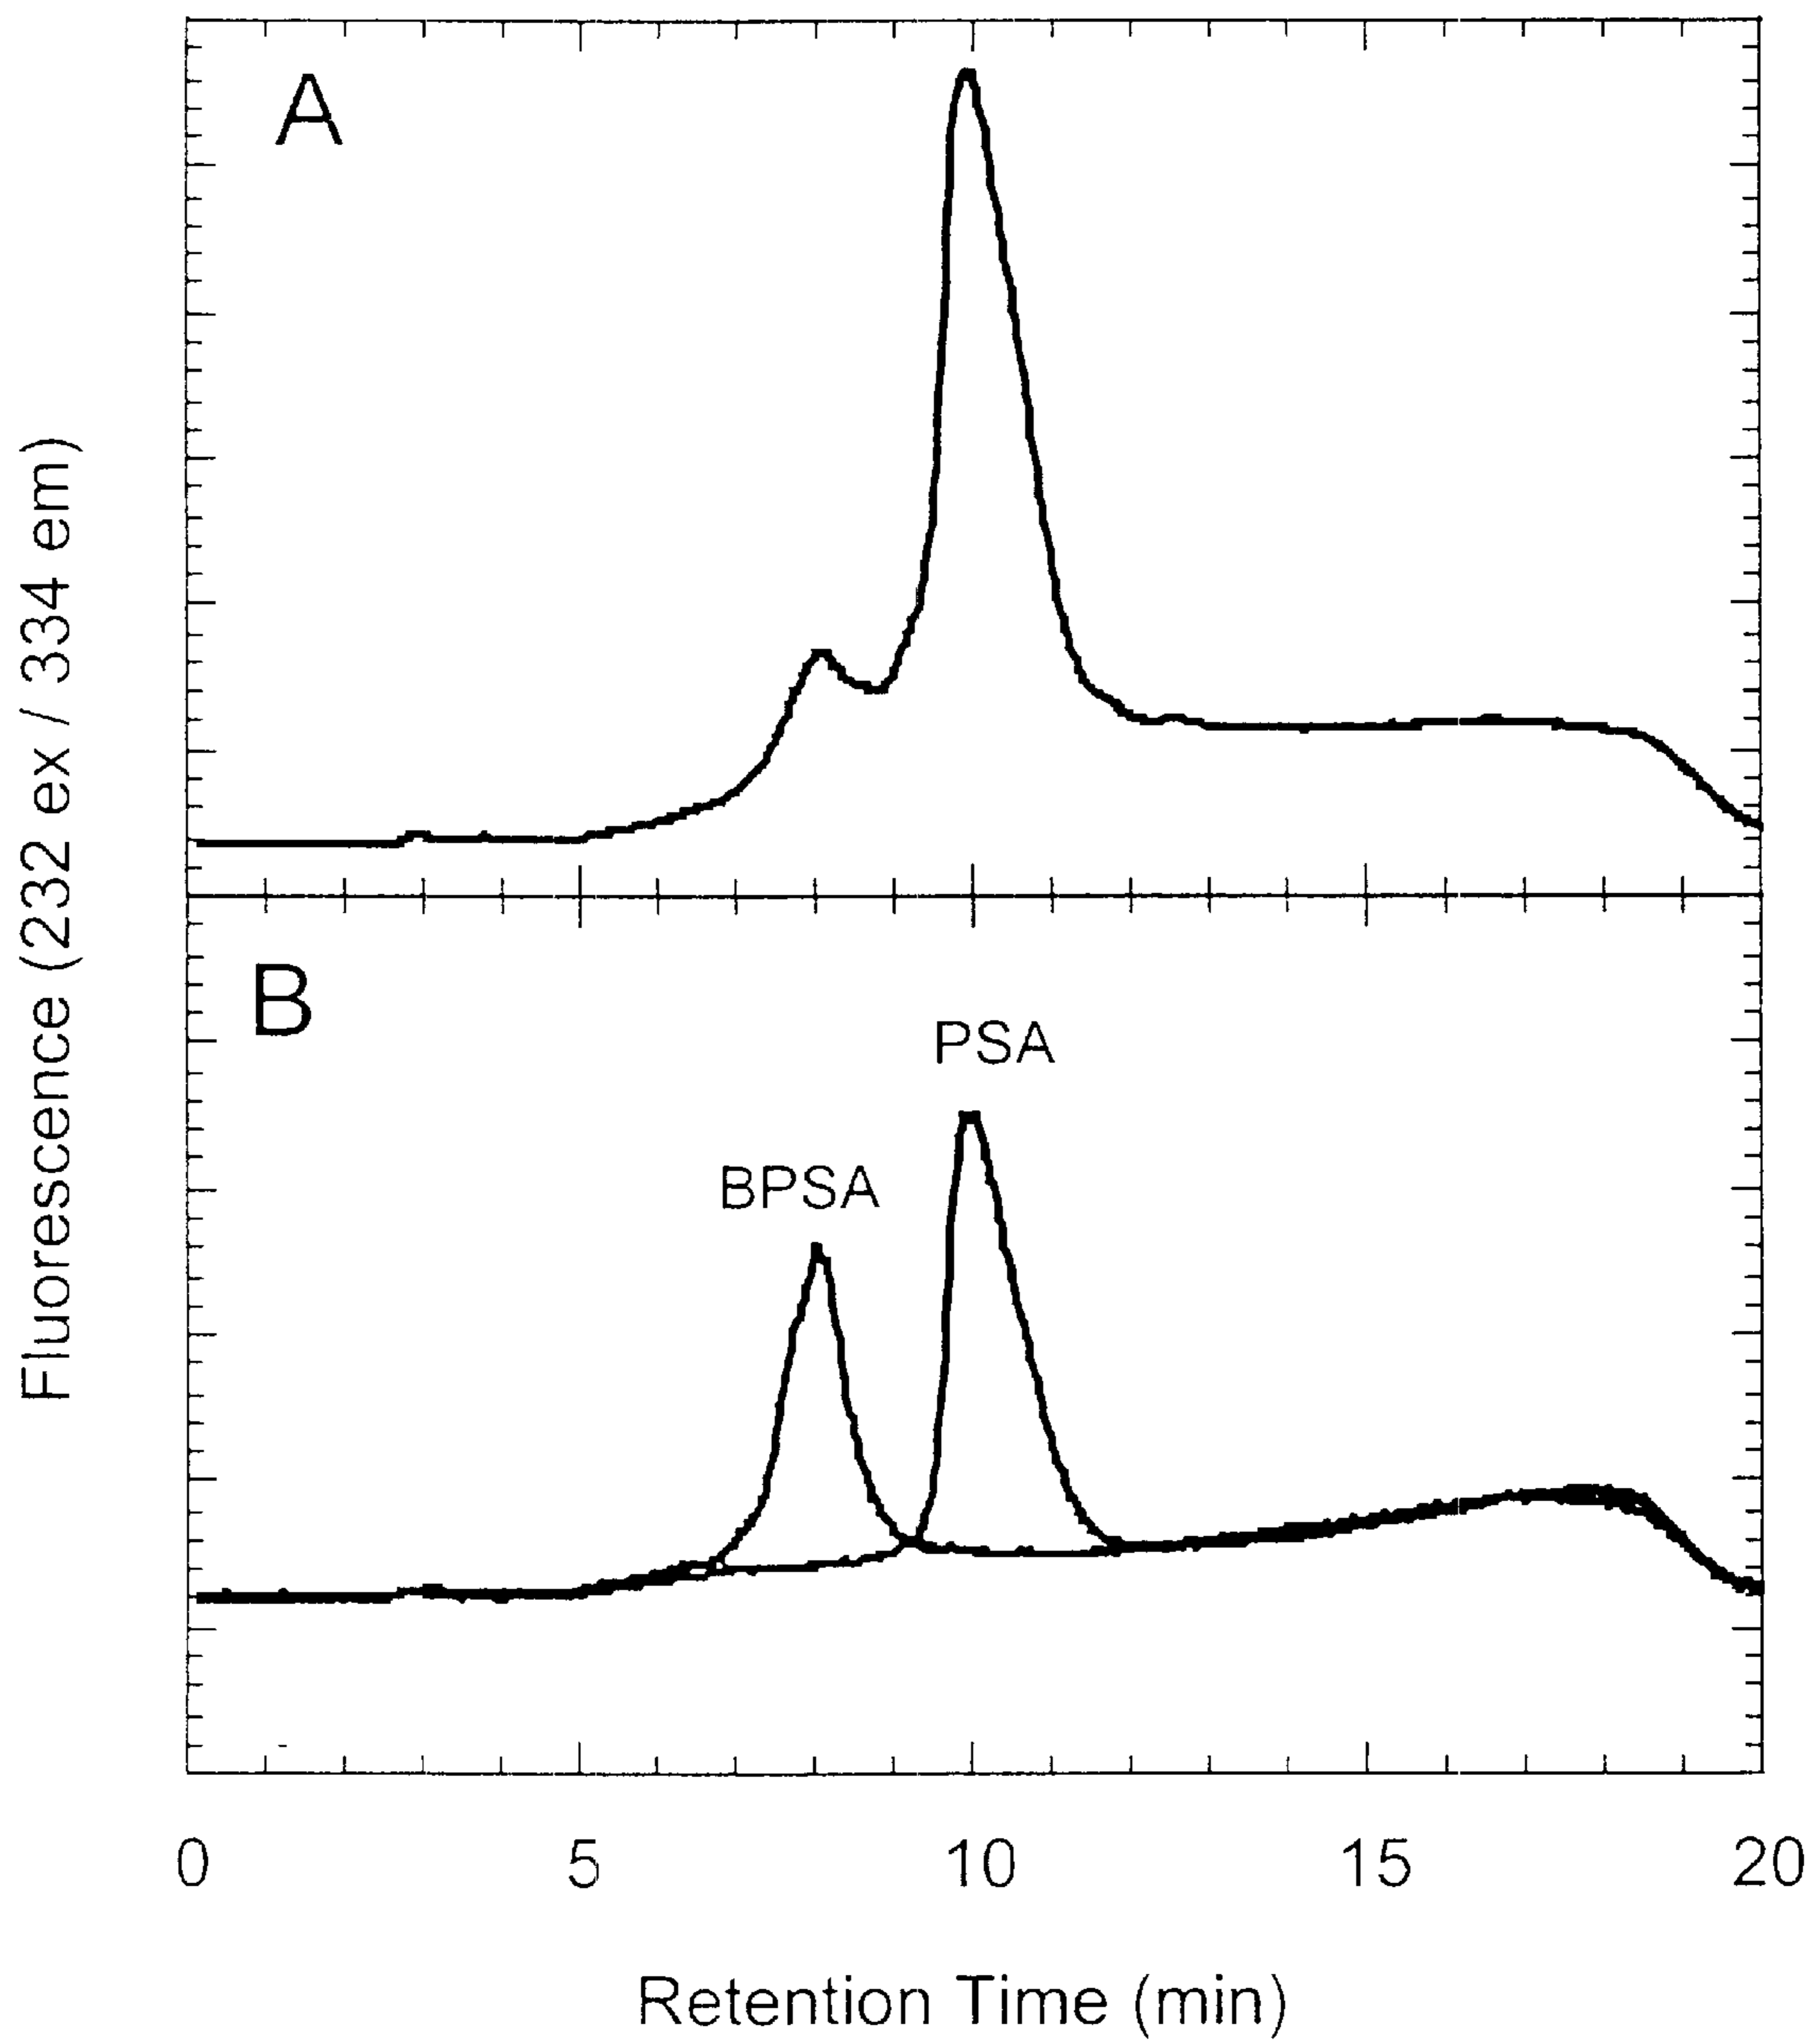 A
Fluorescence (232 ex / 334 em)
B
PSA
BPSA
0 5 10 15 20
Retention Time (min)